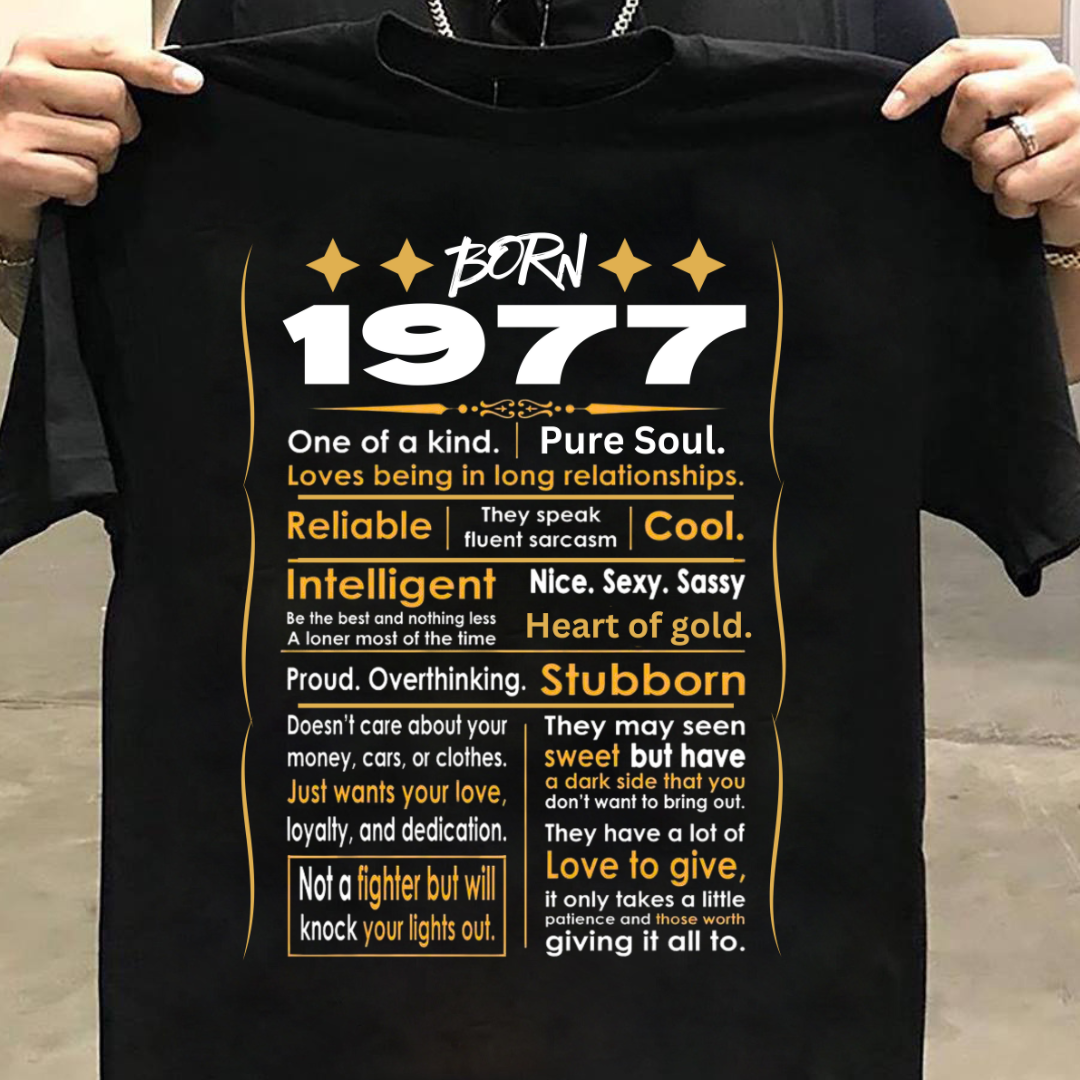 BORN
1977
One of a kind. Pure Soul.
Loves being in long relationships.
Reliable
They speak
fluent sarcasm
Cool.
Intelligent
Be the best and nothing less
A loner most of the time
Nice. Sexy. Sassy
Heart of gold.
Proud. Overthinking. Stubborn
Doesn't care about your
money, cars, or clothes.
Just wants your love,
loyalty, and dedication.
Not a fighter but will
knock your lights out.
They may seen
sweet but have
a dark side that you
don't want to bring out.
They have a lot of
Love to give,
it only takes a little
patience and those worth
giving it all to.